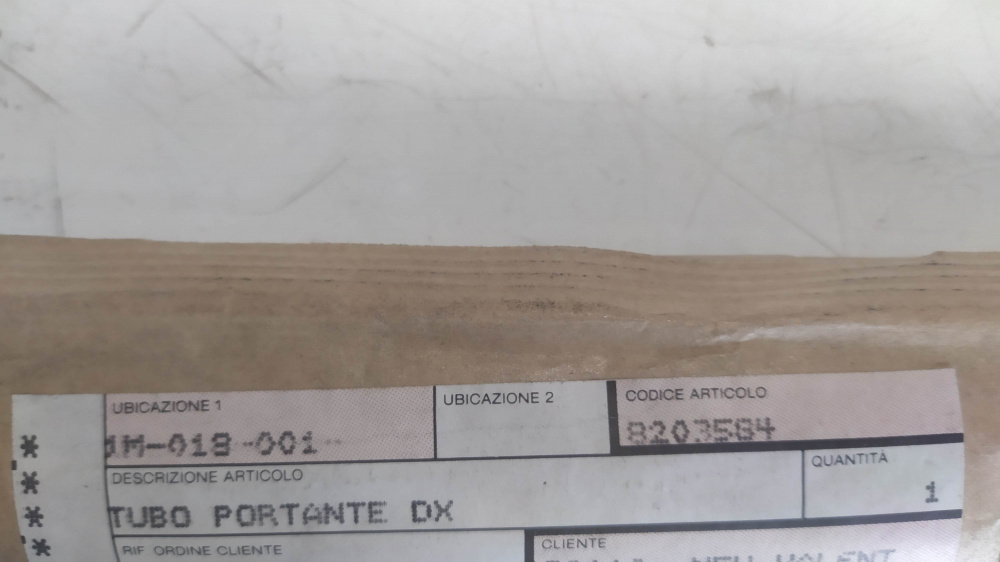 UBICAZIONE 1
UBICAZIONE 2
CODICE ARTICOLO
* 1M-018-001
8203584
DESCRIZIONE ARTICOLO
QUANTITÀ
*
1
* TUBO PORTANTE DX
* RIF ORDINE CLIENTE
CLIENTE